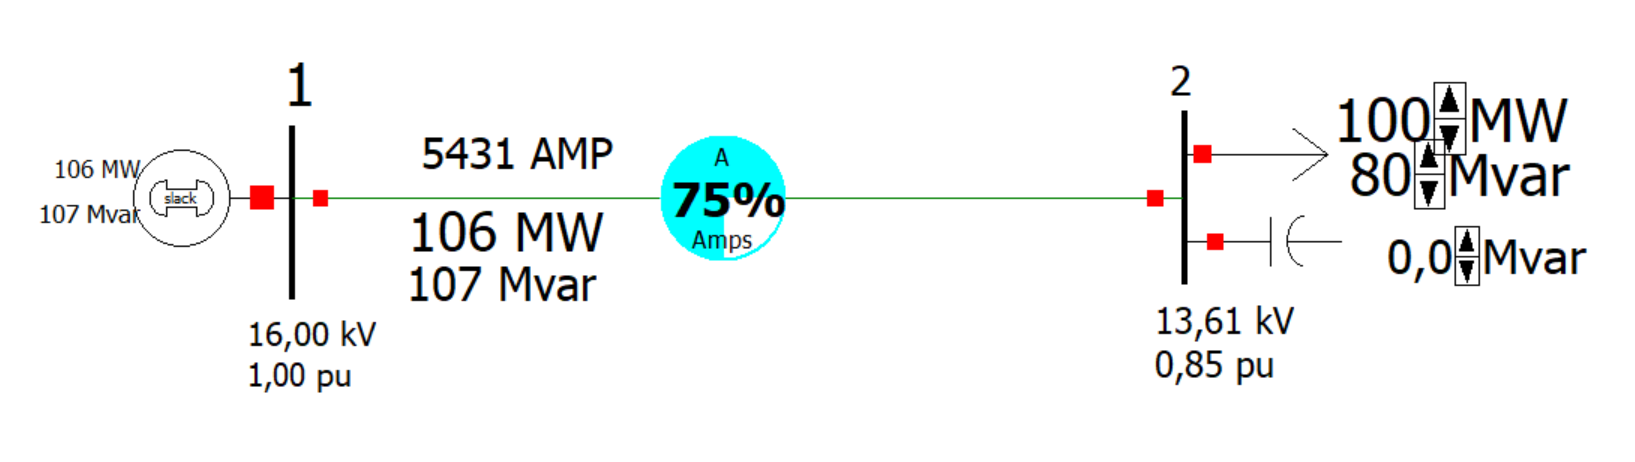 1
2
5431 AMP
A
75%
Amps
100 MW
80 Mvar
106 MW
107 Mvar
slack
106 MW
107 Mvar
0,0 Mvar
16,00 kV
1,00 pu
13,61 kV
0,85 pu